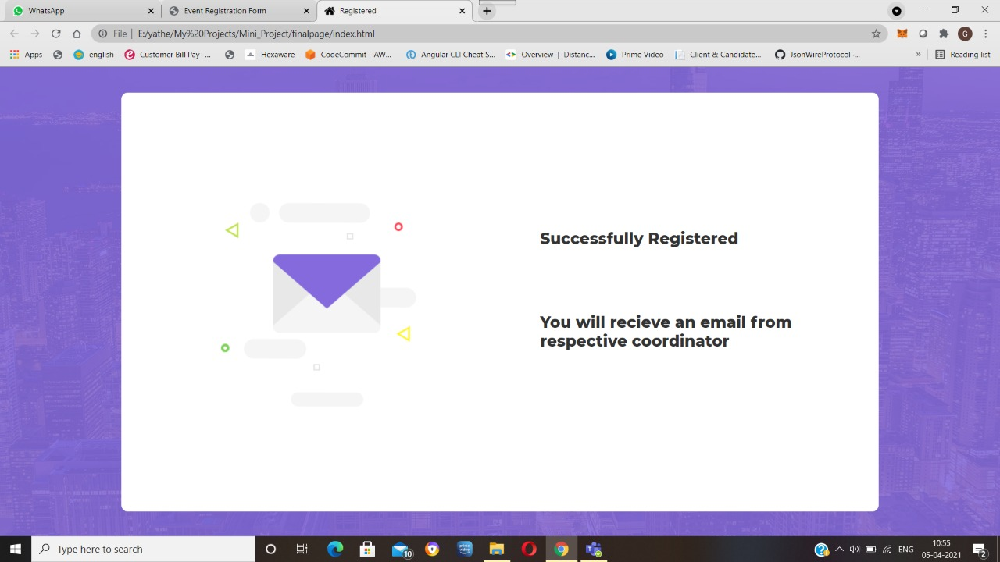 WhatsApp
Event Registration Form
Registered
File | E:/yathe/My%20Projects/Mini_Project/finalpage/index.html
G
Apps
english
Customer Bill Pay -...
Hexaware
CodeCommit - AW...
Angular CLI Cheat S...
Overview | Distanc...
Prime Video
Client & Candidate...
JsonWireProtocol ·...
»
Reading list
Successfully Registered
You will recieve an email from
respective coordinator
Type here to search
10
prime video
ENG
10:55
05-04-2021
2